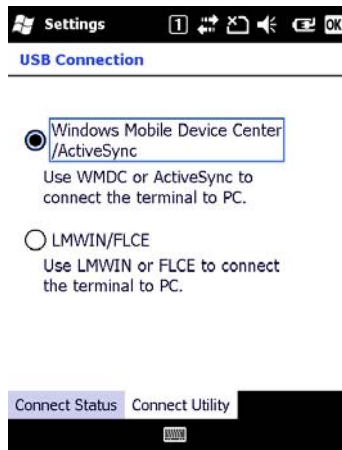 Settings 1 OK
USB Connection
Windows Mobile Device Center
/ActiveSync
Use WMDC or ActiveSync to
connect the terminal to PC.
LMWIN/FLCE
Use LMWIN or FLCE to connect
the terminal to PC.
Connect Status Connect Utility